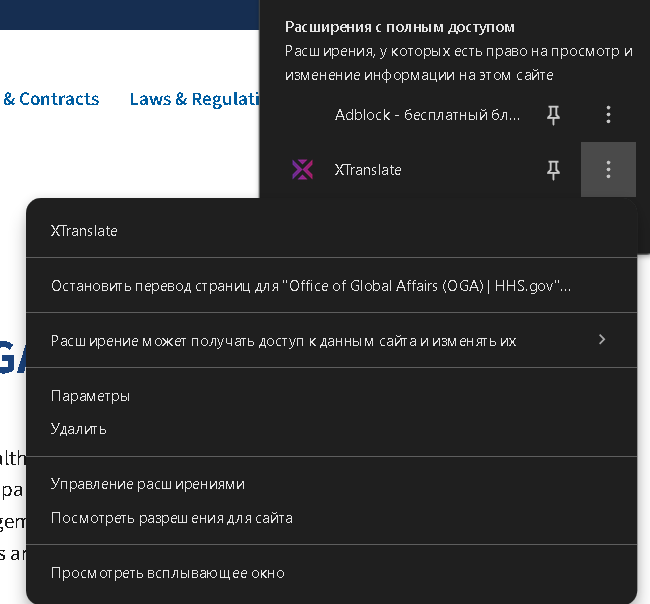 Расширения с полным доступом
Расширения, у которых есть право на просмотр и
изменение информации на этом сайте
& Contracts Laws & Regulati
Adblock - бесплатный бл...
XTranslate
XTranslate
Остановить перевод страниц для "Office of Global Affairs (OGA) | HHS.gov"...
Расширение может получать доступ к данным сайта и изменять их
Параметры
Удалить
Управление расширениями
Посмотреть разрешения для сайта
Просмотреть всплывающее окно